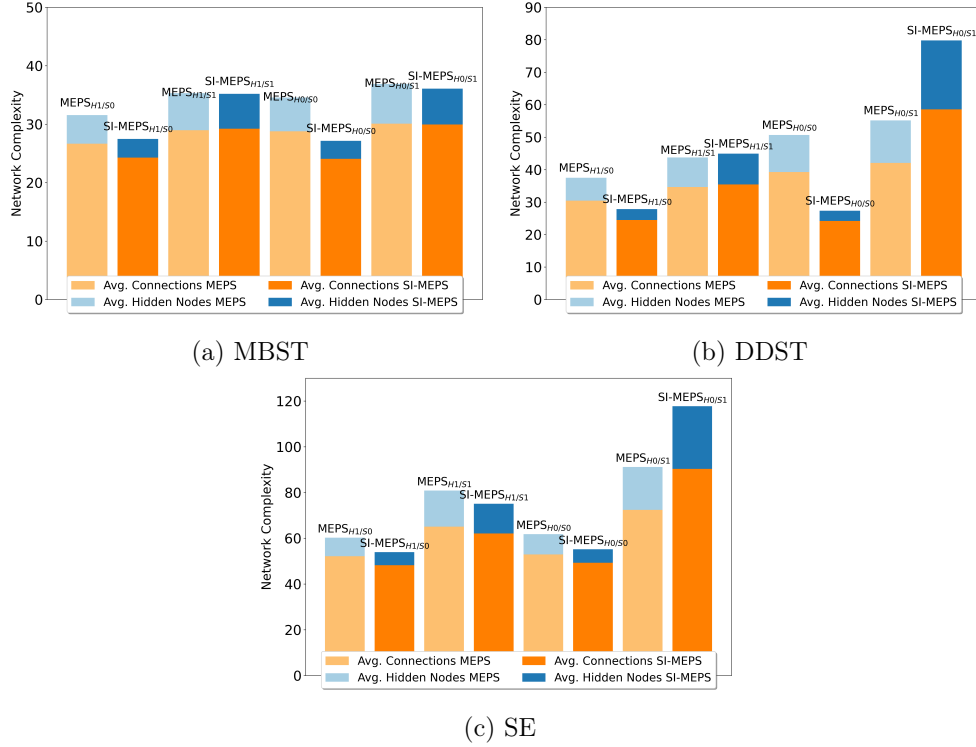 50
40
30
20
10
0
Network Complexity
MEPS_{H1/S0}
SI-MEPS_{H1/S0}
MEPS_{H1/S1}
SI-MEPS_{H1/S1}
MEPS_{H0/S0}
SI-MEPS_{H0/S0}
MEPS_{H0/S1}
SI-MEPS_{H0/S1}
Avg. Connections MEPS
Avg. Hidden Nodes MEPS
Avg. Connections SI-MEPS
Avg. Hidden Nodes SI-MEPS
(a) MBST
90
80
70
60
50
40
30
20
10
0
Network Complexity
MEPS_{H1/S0}
SI-MEPS_{H1/S0}
MEPS_{H1/S1}
SI-MEPS_{H1/S1}
MEPS_{H0/S0}
SI-MEPS_{H0/S0}
MEPS_{H0/S1}
SI-MEPS_{H0/S1}
Avg. Connections MEPS
Avg. Hidden Nodes MEPS
Avg. Connections SI-MEPS
Avg. Hidden Nodes SI-MEPS
(b) DDST
120
100
80
60
40
20
0
Network Complexity
MEPS_{H1/S0}
SI-MEPS_{H1/S0}
MEPS_{H1/S1}
SI-MEPS_{H1/S1}
MEPS_{H0/S0}
SI-MEPS_{H0/S0}
MEPS_{H0/S1}
SI-MEPS_{H0/S1}
Avg. Connections MEPS
Avg. Hidden Nodes MEPS
Avg. Connections SI-MEPS
Avg. Hidden Nodes SI-MEPS
(c) SE